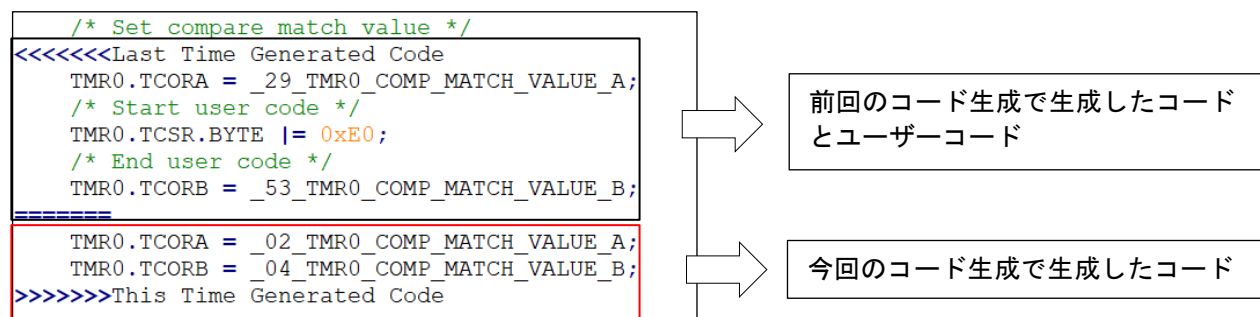 /* Set compare match value */
<<<<<<<Last Time Generated Code
TMR0.TCORA = _29_TMR0_COMP_MATCH_VALUE_A;
/* Start user code */
TMR0.TCSR.BYTE |= 0xE0;
/* End user code */
TMR0.TCORB = _53_TMR0_COMP_MATCH_VALUE_B;
=======
TMR0.TCORA = _02_TMR0_COMP_MATCH_VALUE_A;
TMR0.TCORB = _04_TMR0_COMP_MATCH_VALUE_B;
>>>>>>>This Time Generated Code
前回のコード生成で生成したコード
とユーザーコード
今回のコード生成で生成したコード